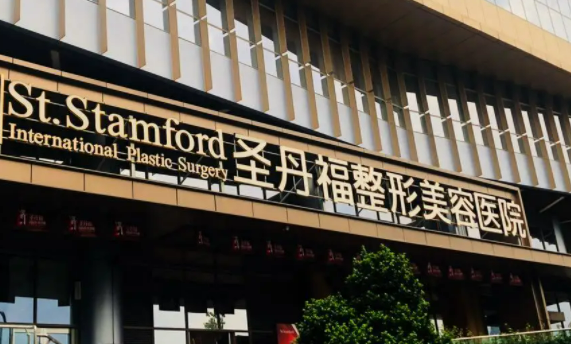 St.Stamford
International Plastic Surgery
圣丹福整形美容医院